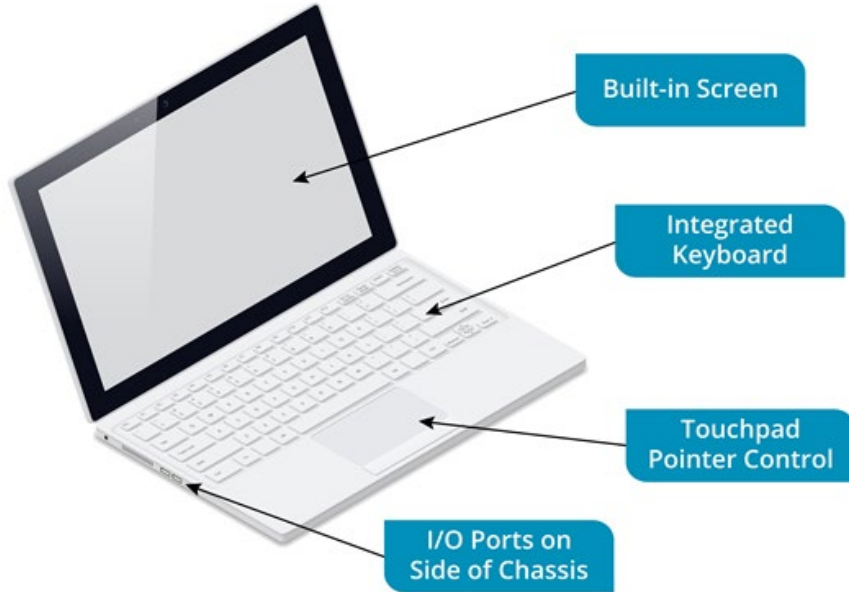 Built-in Screen
Integrated
Keyboard
Touchpad
Pointer Control
I/O Ports on
Side of Chassis